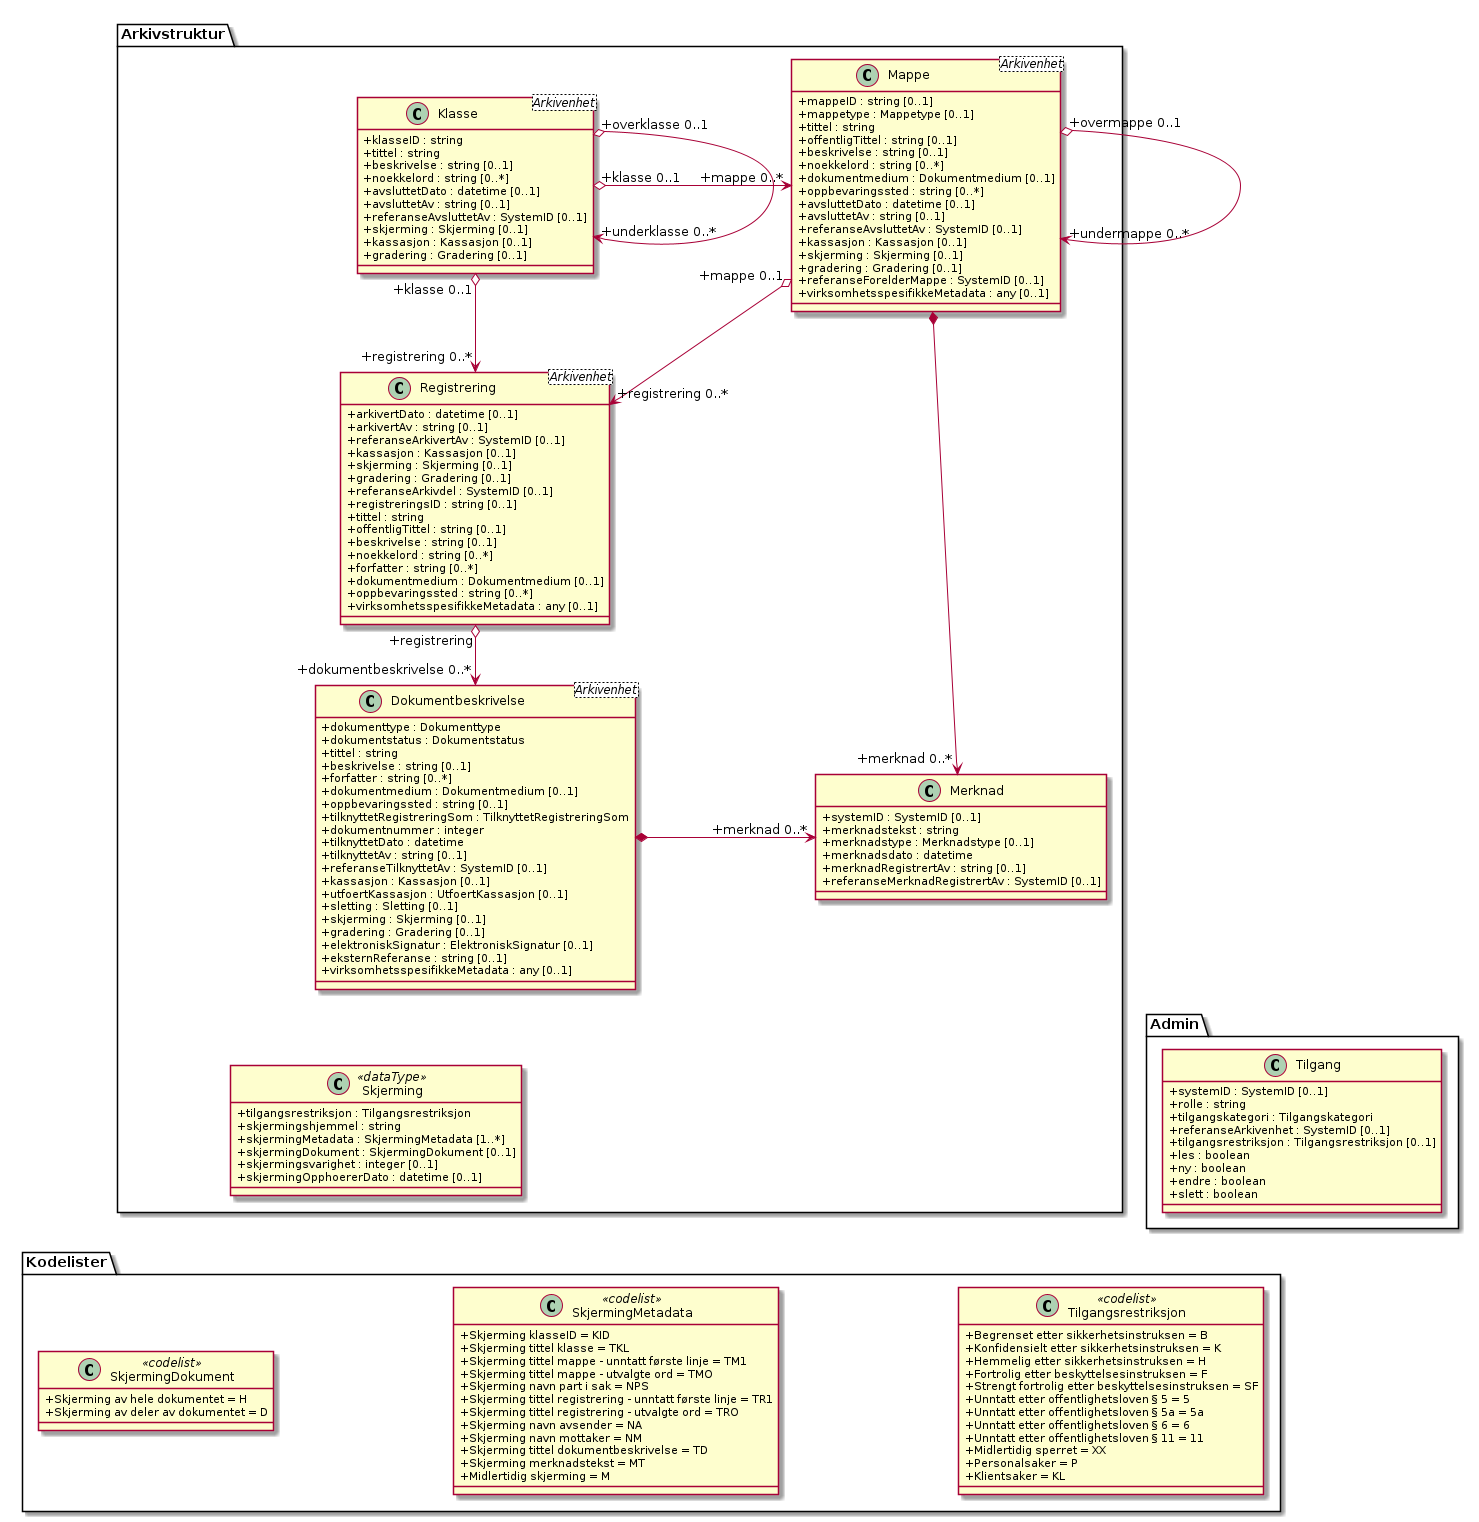 Arkivstruktur
Arkivenhet
Klasse
+klasseID : string
+tittel : string
+beskrivelse : string [0..1]
+noekkelord : string [0..*]
+avsluttetDato : datetime [0..1]
+avsluttetAv : string [0..1]
+referanseAvsluttetAv : SystemID [0..1]
+skjerming : Skjerming [0..1]
+kassasjon : Kassasjon [0..1]
+gradering : Gradering [0..1]
+overklasse 0..1
+klasse 0..1
+mappe 0..*
+underklasse 0..*
Arkivenhet
Mappe
+mappeID : string [0..1]
+mappetype : Mappetype [0..1]
+tittel : string
+offentligTittel : string [0..1]
+beskrivelse : string [0..1]
+noekkelord : string [0..*]
+dokumentmedium : Dokumentmedium [0..1]
+oppbevaringssted : string [0..*]
+avsluttetDato : datetime [0..1]
+avsluttetAv : string [0..1]
+referanseAvsluttetAv : SystemID [0..1]
+kassasjon : Kassasjon [0..1]
+skjerming : Skjerming [0..1]
+gradering : Gradering [0..1]
+referanseForelderMappe : SystemID [0..1]
+virksomhetsspesifikkeMetadata : any [0..1]
+overmappe 0..1
+undermappe 0..*
+klasse 0..1
+registrering 0..*
+mappe 0..1
+registrering 0..*
Arkivenhet
Registrering
+arkivertDato : datetime [0..1]
+arkivertAv : string [0..1]
+referanseArkivertAv : SystemID [0..1]
+kassasjon : Kassasjon [0..1]
+skjerming : Skjerming [0..1]
+gradering : Gradering [0..1]
+referanseArkivdel : SystemID [0..1]
+registreringsID : string [0..1]
+tittel : string
+offentligTittel : string [0..1]
+beskrivelse : string [0..1]
+noekkelord : string [0..*]
+forfatter : string [0..*]
+dokumentmedium : Dokumentmedium [0..1]
+oppbevaringssted : string [0..*]
+virksomhetsspesifikkeMetadata : any [0..1]
+registrering
+dokumentbeskrivelse 0..*
Arkivenhet
Dokumentbeskrivelse
+dokumenttype : Dokumenttype
+dokumentstatus : Dokumentstatus
+tittel : string
+beskrivelse : string [0..1]
+forfatter : string [0..*]
+dokumentmedium : Dokumentmedium [0..1]
+oppbevaringssted : string [0..1]
+tilknyttetRegistreringSom : TilknyttetRegistreringSom
+dokumentnummer : integer
+tilknyttetDato : datetime
+tilknyttetAv : string [0..1]
+referanseTilknyttetAv : SystemID [0..1]
+kassasjon : Kassasjon [0..1]
+utfoertKassasjon : UtfoertKassasjon [0..1]
+sletting : Sletting [0..1]
+skjerming : Skjerming [0..1]
+gradering : Gradering [0..1]
+elektroniskSignatur : ElektroniskSignatur [0..1]
+eksternReferanse : string [0..1]
+virksomhetsspesifikkeMetadata : any [0..1]
+merknad 0..*
+merknad 0..*
Merknad
+systemID : SystemID [0..1]
+merknadstekst : string
+merknadstype : Merknadstype [0..1]
+merknadsdato : datetime
+merknadRegistrertAv : string [0..1]
+referanseMerknadRegistrertAv : SystemID [0..1]
«dataType»
Skjerming
+tilgangsrestriksjon : Tilgangsrestriksjon
+skjermingshjemmel : string
+skjermingMetadata : SkjermingMetadata [1..*]
+skjermingDokument : SkjermingDokument [0..1]
+skjermingsvarighet : integer [0..1]
+skjermingOpphoererDato : datetime [0..1]
Admin
Tilgang
+systemID : SystemID [0..1]
+rolle : string
+tilgangskategori : Tilgangskategori
+referanseArkivenhet : SystemID [0..1]
+tilgangsrestriksjon : Tilgangsrestriksjon [0..1]
+les : boolean
+ny : boolean
+endre : boolean
+slett : boolean
Kodelister
«codelist»
SkjermingDokument
+Skjerming av hele dokumentet = H
+Skjerming av deler av dokumentet = D
«codelist»
SkjermingMetadata
+Skjerming klasseID = KID
+Skjerming tittel klasse = TKL
+Skjerming tittel mappe - unntatt første linje = TM1
+Skjerming tittel mappe - utvalgte ord = TMO
+Skjerming navn part i sak = NPS
+Skjerming tittel registrering - unntatt første linje = TR1
+Skjerming tittel registrering - utvalgte ord = TRO
+Skjerming navn avsender = NA
+Skjerming navn mottaker = NM
+Skjerming tittel dokumentbeskrivelse = TD
+Skjerming merknadstekst = MT
+Midlertidig skjerming = M
«codelist»
Tilgangsrestriksjon
+Begrenset etter sikkerhetsinstruksen = B
+Konfidensielt etter sikkerhetsinstruksen = K
+Hemmelig etter sikkerhetsinstruksen = H
+Fortrolig etter beskyttelsesinstruksen = F
+Strengt fortrolig etter beskyttelsesinstruksen = SF
+Unntatt etter offentlighetsloven § 5 = 5
+Unntatt etter offentlighetsloven § 5a = 5a
+Unntatt etter offentlighetsloven § 6 = 6
+Unntatt etter offentlighetsloven § 11 = 11
+Midlertidig sperret = XX
+Personalsaker = P
+Klientsaker = KL